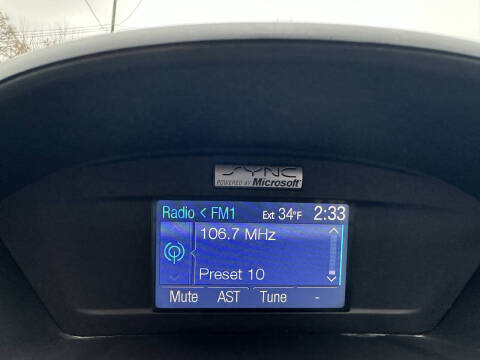 SYNC
POWERED BY Microsoft
Radio < FM1 Ext 34°F 2:33
106.7 MHz
Preset 10
Mute AST Tune -